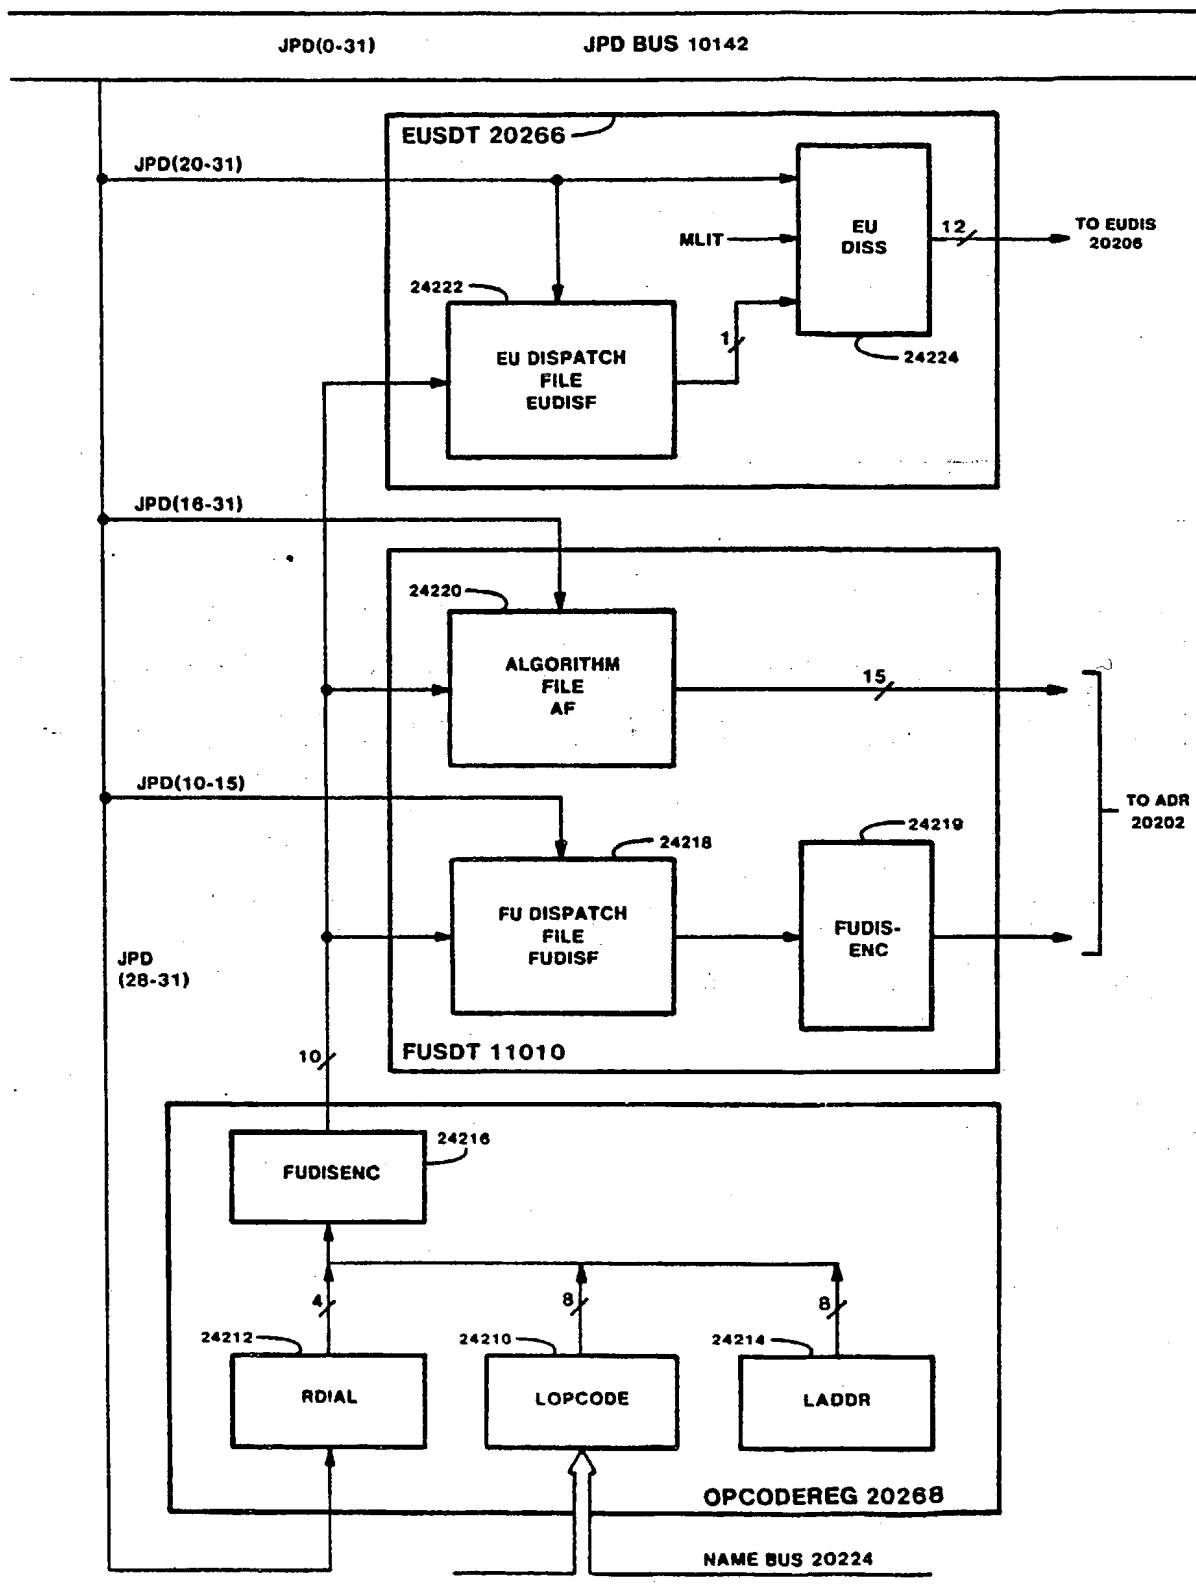 JPD(0-31)
JPD BUS 10142
EUSDT 20266
JPD(20-31)
MLIT
EU
DISS
12
TO EUDIS
20206
24222
EU DISPATCH
FILE
EUDISF
1
24224
JPD(16-31)
24220
ALGORITHM
FILE
AF
15
JPD(10-15)
TO ADR
20202
24218
24219
FU DISPATCH
FILE
FUDISF
FUDIS-
ENC
JPD
(28-31)
FUSDT 11010
10
FUDISENC
24216
4
8
8
24212
24210
24214
RDIAL
LOPCODE
LADDR
OPCODEREG 20268
NAME BUS 20224